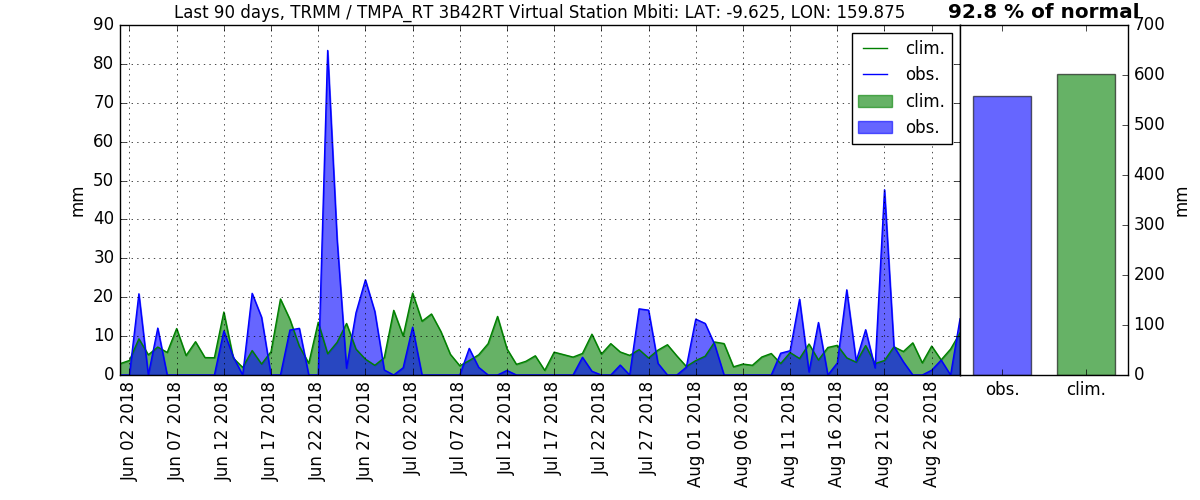 Last 90 days, TRMM / TMPA_RT 3B42RT Virtual Station Mbiti: LAT: -9.625, LON: 159.875
92.8 % of normal
90
80
70
60
50
40
30
20
10
0
mm
clim.
obs.
clim.
obs.
Jun 02 2018
Jun 07 2018
Jun 12 2018
Jun 17 2018
Jun 22 2018
Jun 27 2018
Jul 02 2018
Jul 07 2018
Jul 12 2018
Jul 17 2018
Jul 22 2018
Jul 27 2018
Aug 01 2018
Aug 06 2018
Aug 11 2018
Aug 16 2018
Aug 21 2018
Aug 26 2018
700
600
500
400
300
200
100
0
mm
obs.
clim.